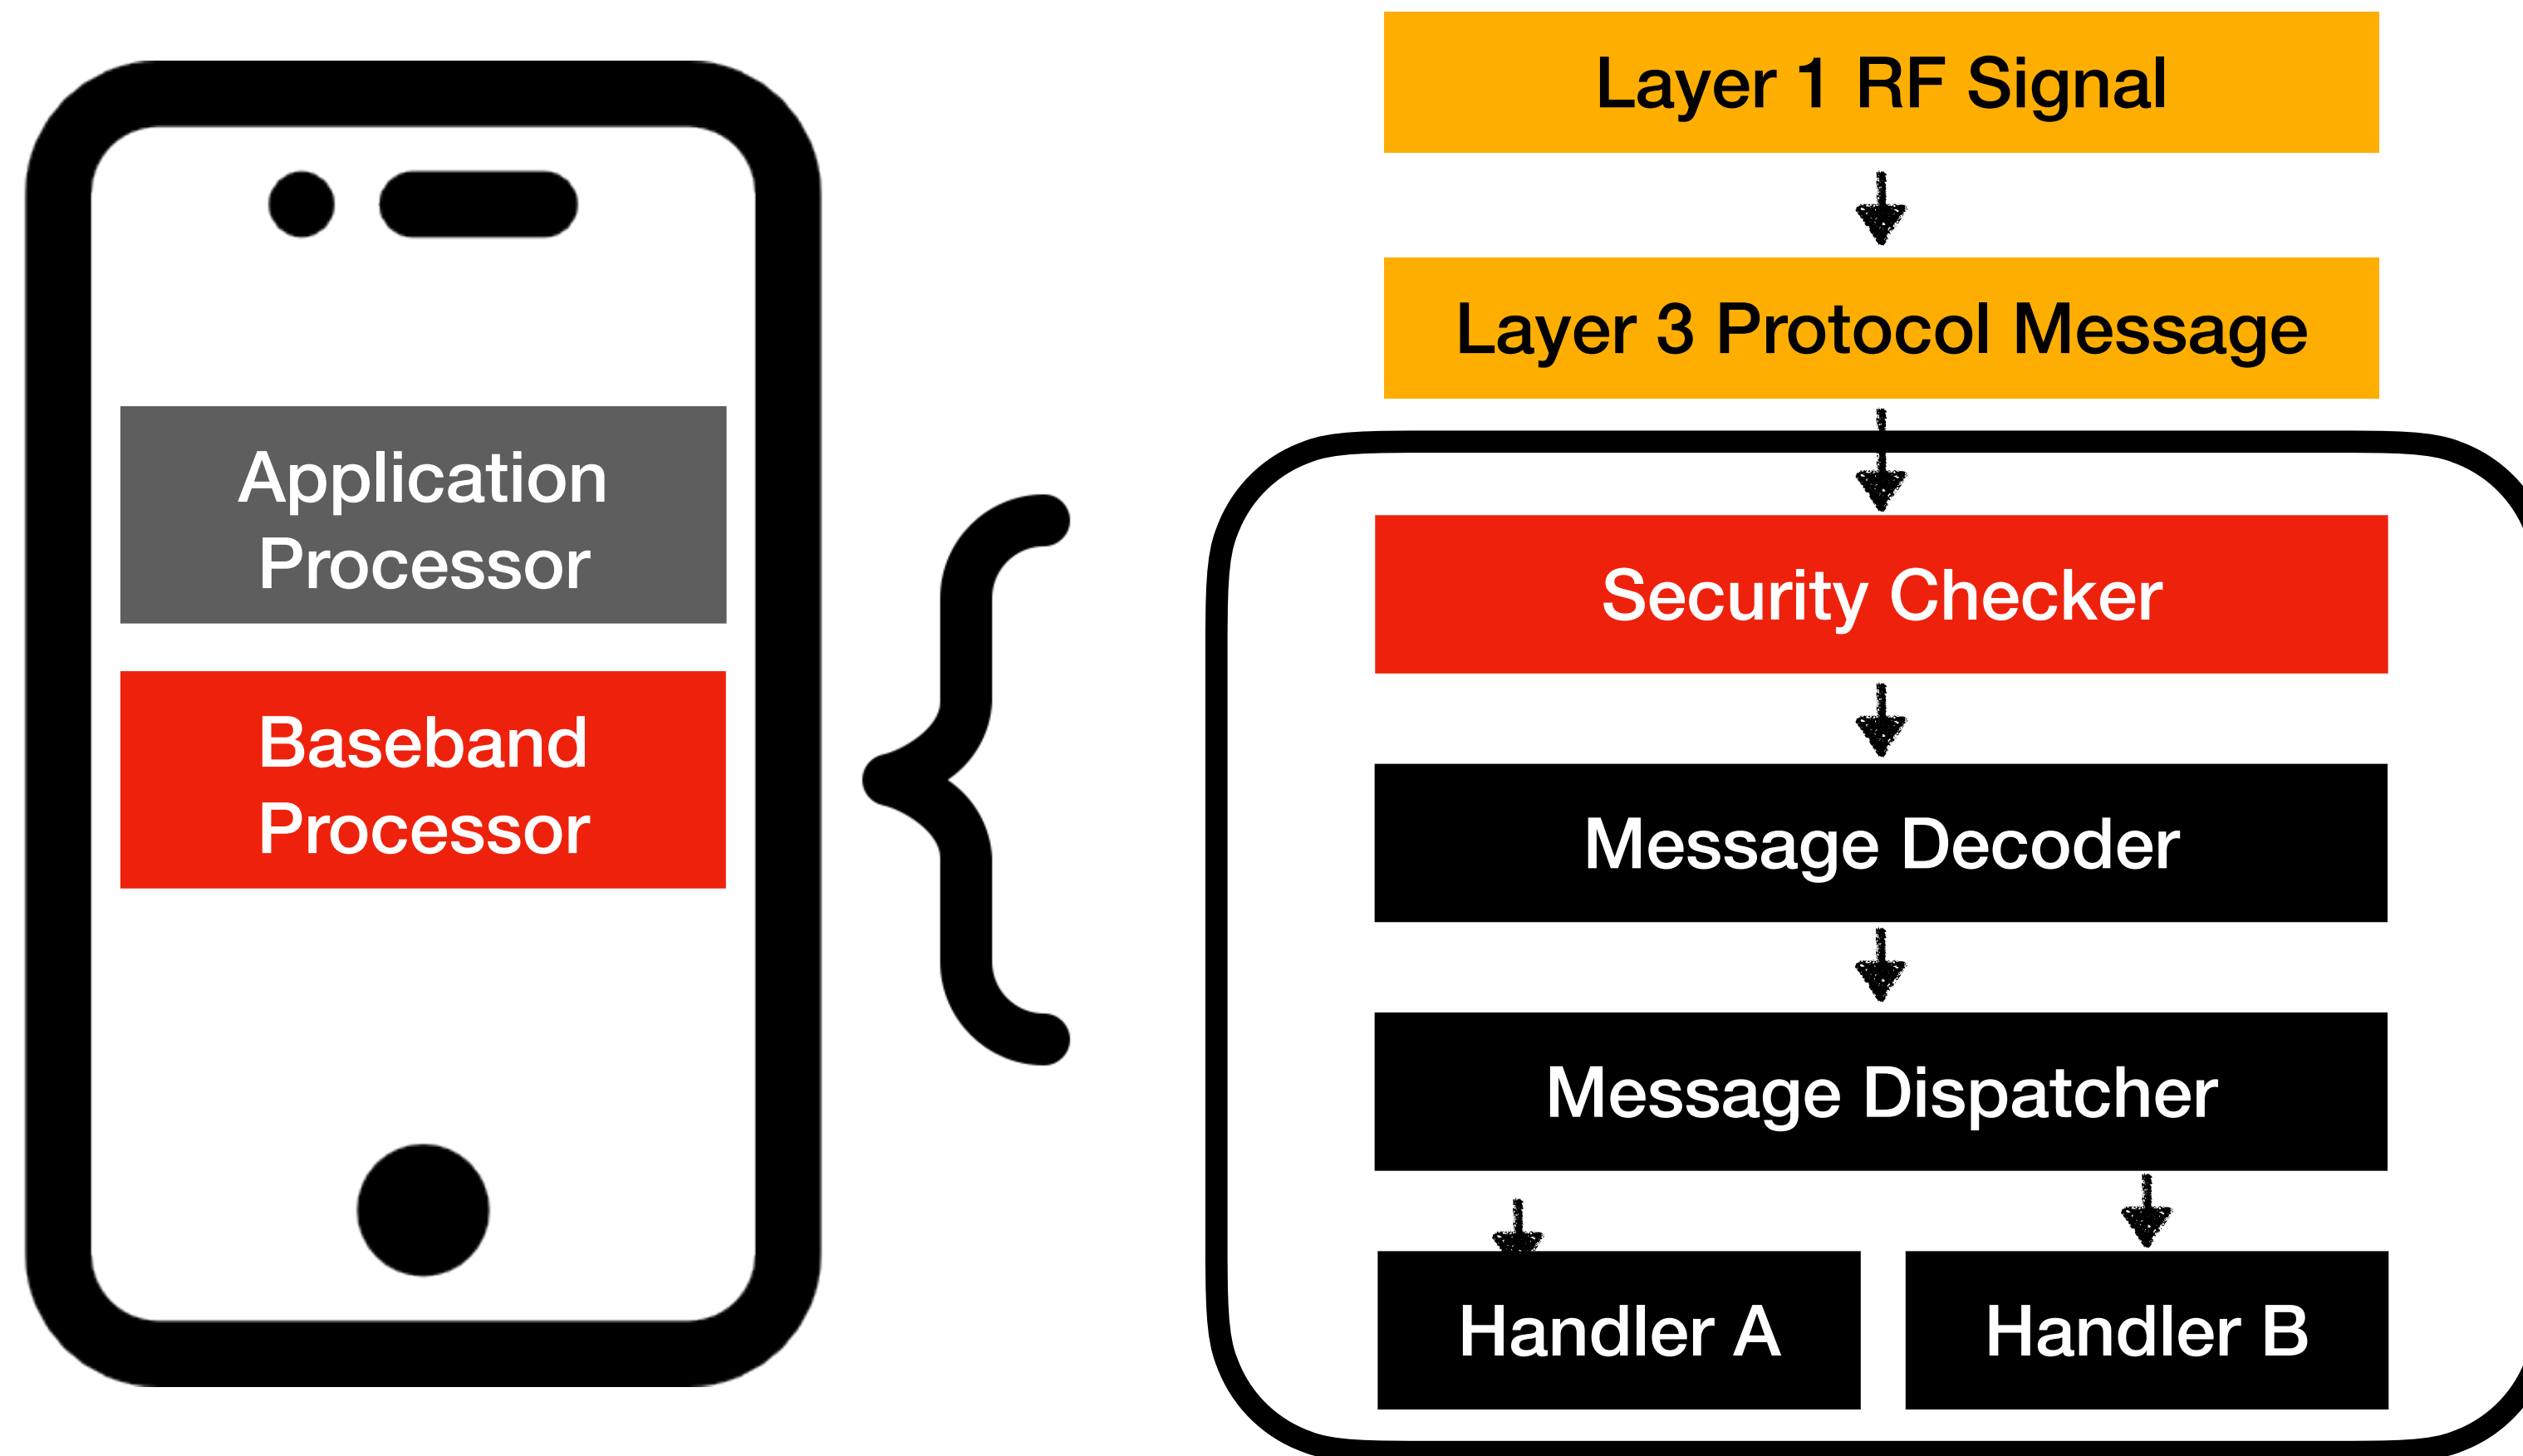 Application
Processor
Baseband
Processor
Layer 1 RF Signal
Layer 3 Protocol Message
Security Checker
Message Decoder
Message Dispatcher
Handler A
Handler B